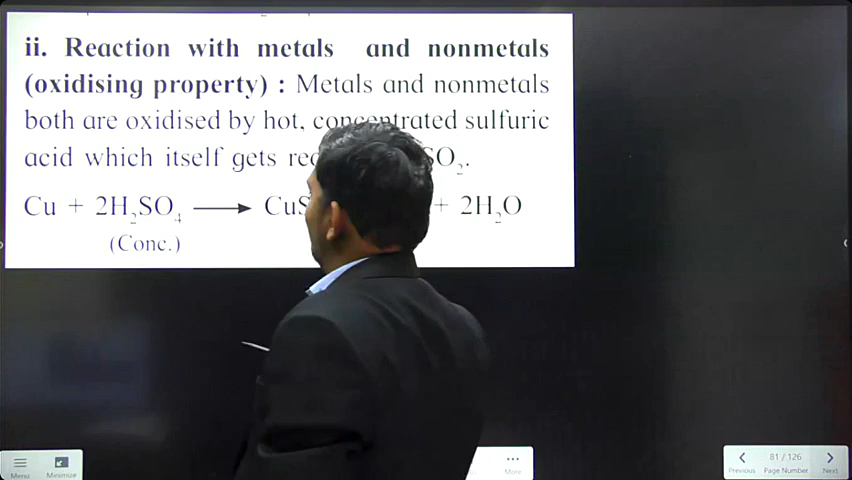 ii. Reaction with metals and nonmetals
(oxidising property) : Metals and nonmetals
both are oxidised by hot, concentrated sulfuric
acid which itself gets SO₂.
Cu + 2H₂SO₄ ⟶ CuS + 2H₂O
(Conc.)
Menu
Minimize
More
81 / 126
Previous
Page Number
Next